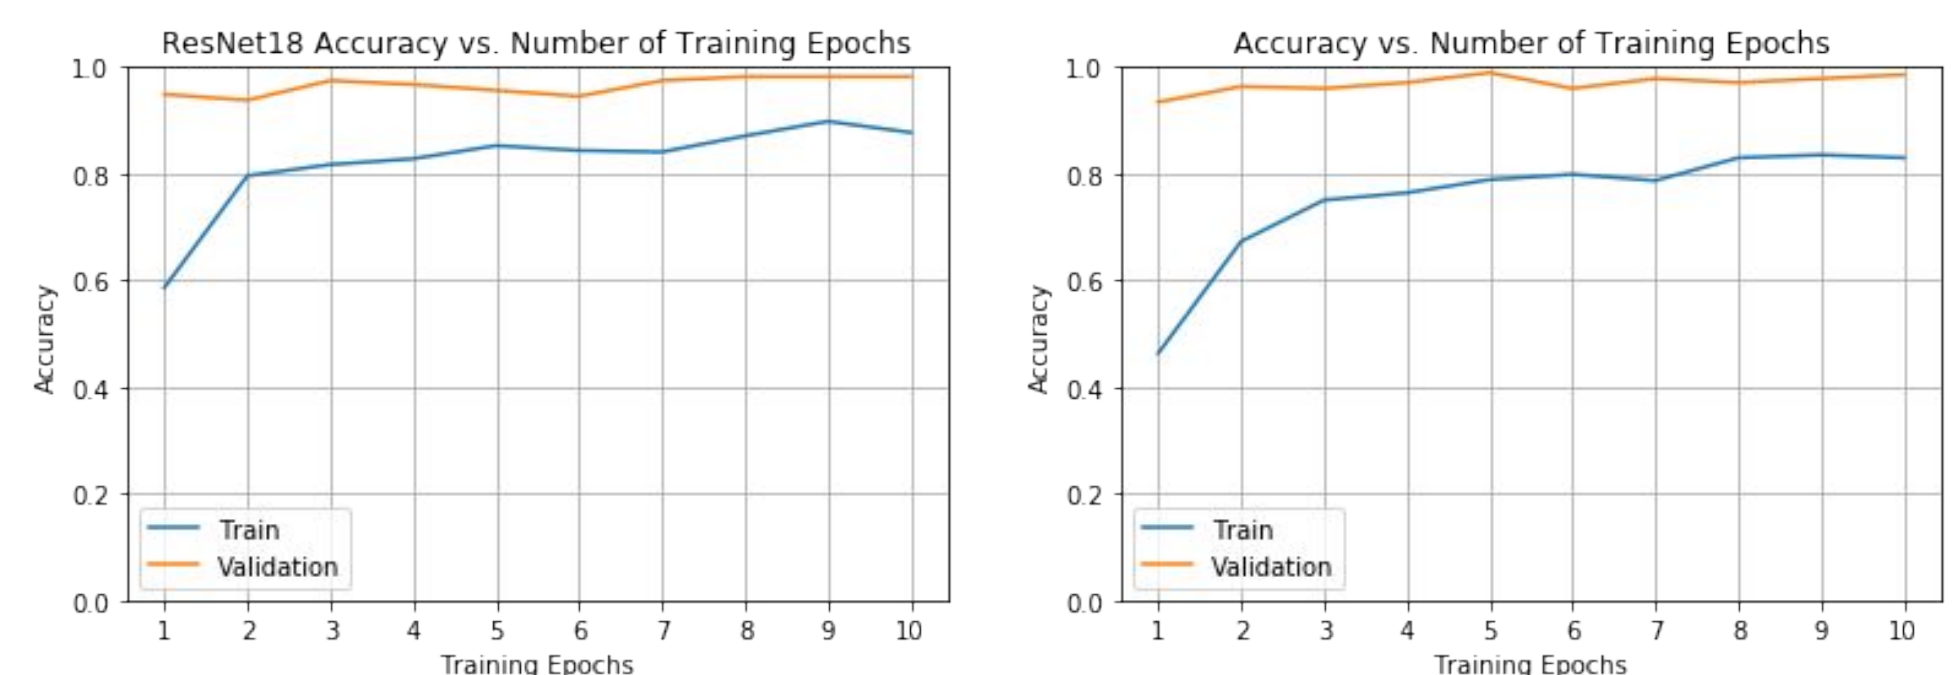 ResNet18 Accuracy vs. Number of Training Epochs
1.0
0.8
0.6
0.4
0.2
0.0
Accuracy
Train
Validation
1 2 3 4 5 6 7 8 9 10
Training Epochs
Accuracy vs. Number of Training Epochs
1.0
0.8
0.6
0.4
0.2
0.0
Accuracy
Train
Validation
1 2 3 4 5 6 7 8 9 10
Training Epochs